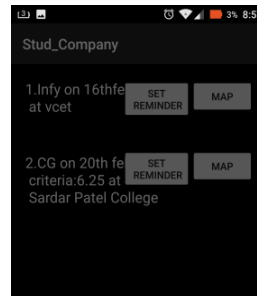 3% 8:5
Stud_Company
1.Infy on 16thfe
at vcet
SET
REMINDER
MAP
2.CG on 20th fe
criteria:6.25 at
Sardar Patel College
SET
REMINDER
MAP